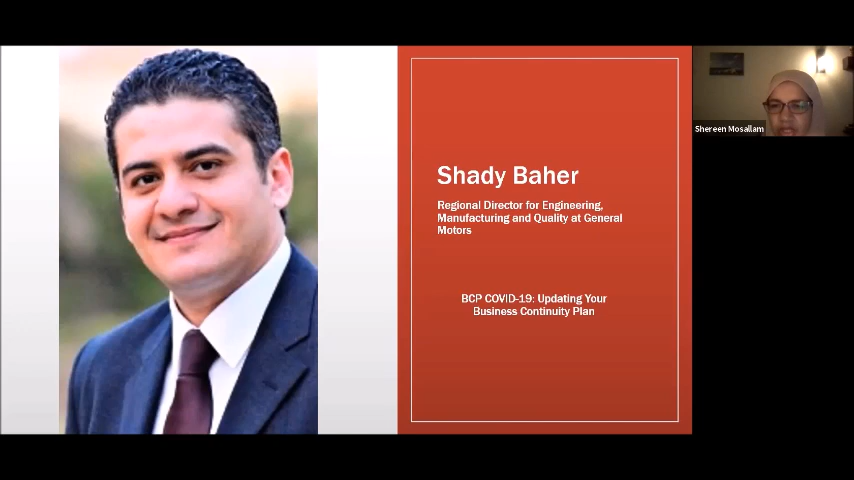 Shady Baher
Regional Director for Engineering,
Manufacturing and Quality at General
Motors
BCP COVID-19: Updating Your
Business Continuity Plan
Shereen Mosallam